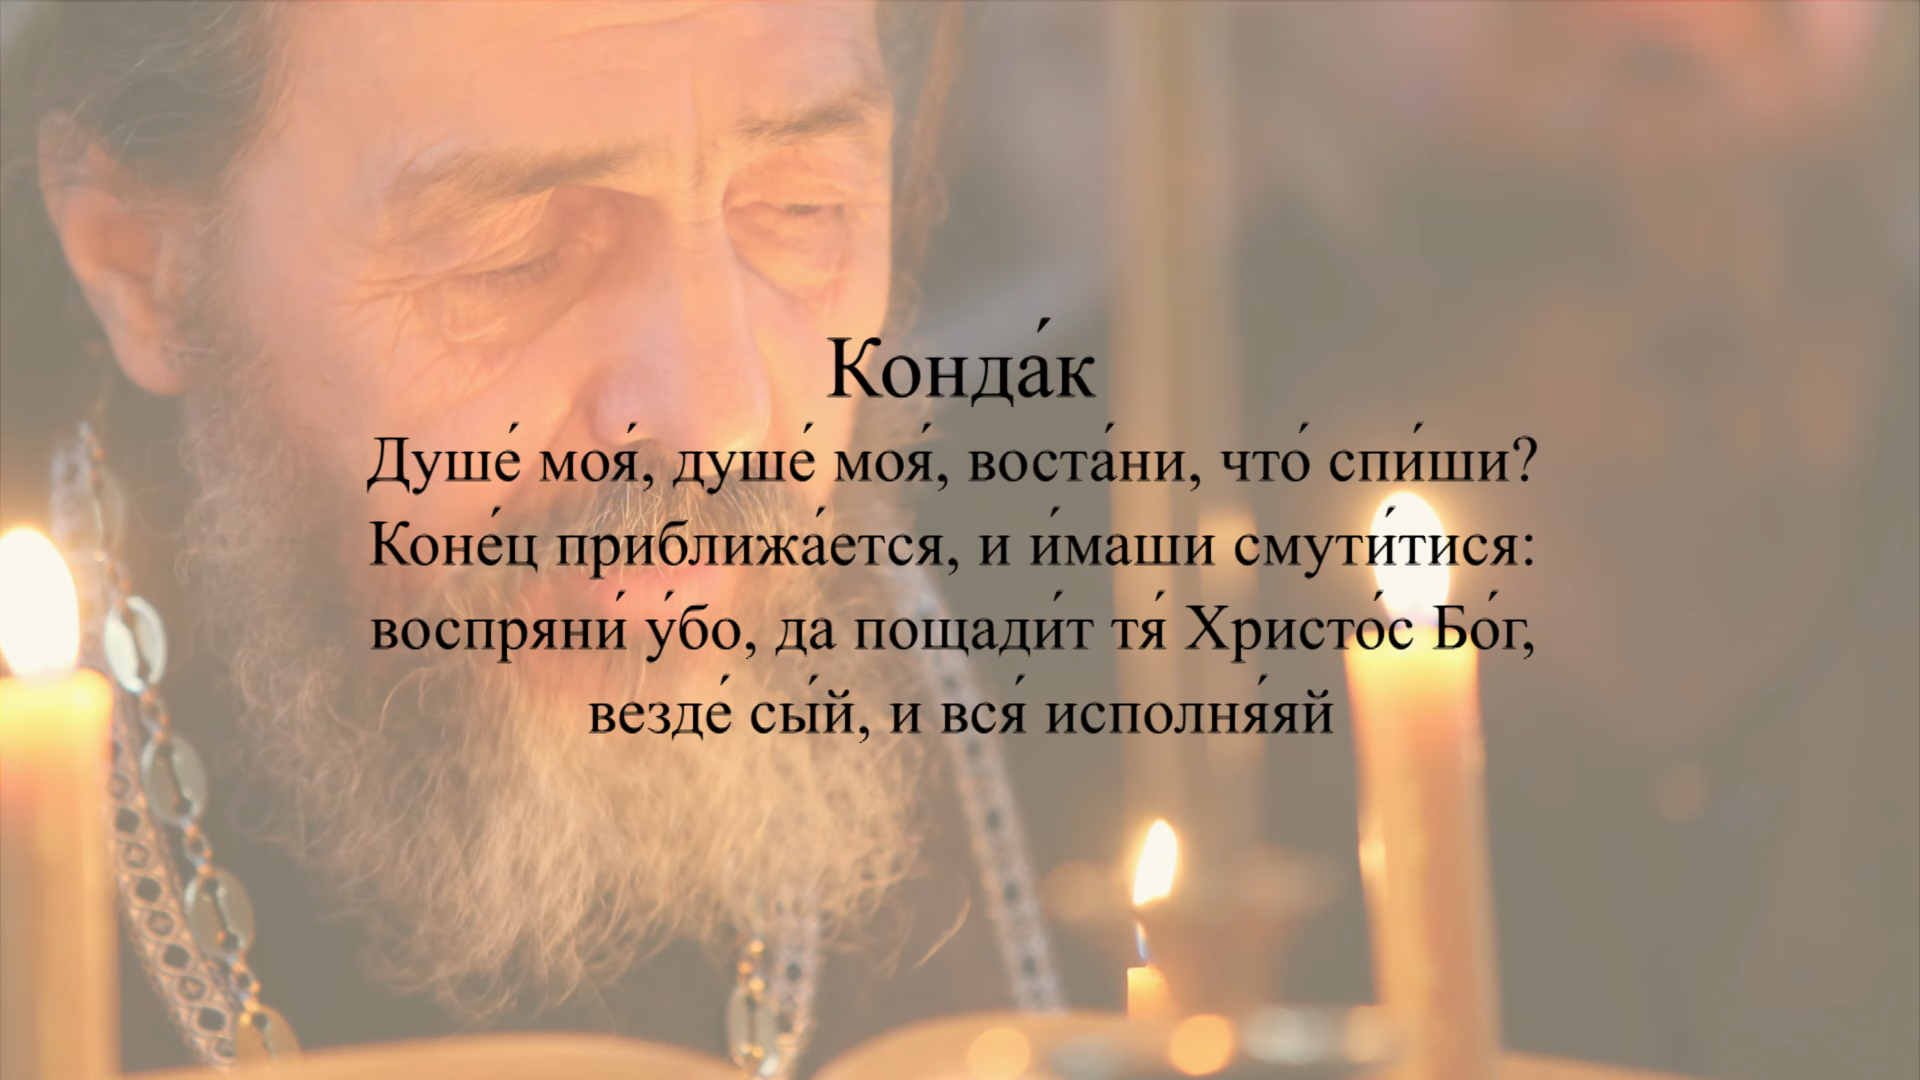 Конда́к
Душе́ моя́, душе́ моя́, воста́ни, что́ спи́ши?
Коне́ц приближа́ется, и и́маши смути́тися:
воспряни́ у́бо, да пощади́т тя́ Христо́с Бо́г,
везде́ сы́й, и вся́ исполня́яй